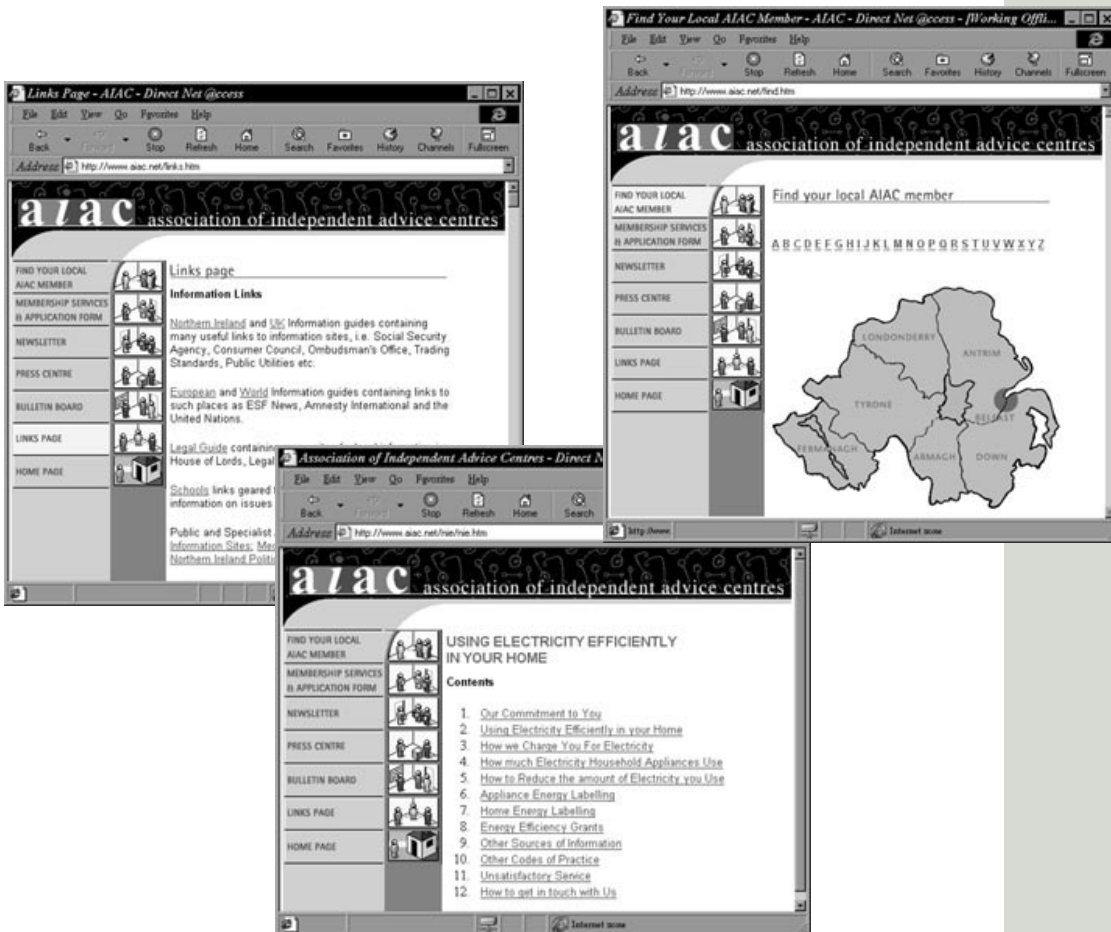 Links Page - AIAC - Direct Net @ccess
File Edit View Go Favorites Help
Back Forward Stop Refresh Home Search Favorites History Channels Fullscreen
Address http://www.aiac.net/links.htm
aiac association of independent advice centres
FIND YOUR LOCAL
AIAC MEMBER
MEMBERSHIP SERVICES
& APPLICATION FORM
NEWSLETTER
PRESS CENTRE
BULLETIN BOARD
LINKS PAGE
HOME PAGE
Links page
Information Links
Northern Ireland and UK Information guides containing
many useful links to information sites, i.e. Social Security
Agency, Consumer Council, Ombudsman's Office, Trading
Standards, Public Utilities etc.
European and World Information guides containing links to
such places as ESF News, Amnesty International and the
United Nations.
Legal Guide
House of Lords, Legal
Schools links geared
information on issues
Public and Specialist
Information Sites;
Northern Ireland
Find Your Local AIAC Member - AIAC - Direct Net @ccess - [Working Offli...
File Edit View Go Favorites Help
Back Forward Stop Refresh Home Search Favorites History Channels Fullscreen
Address http://www.aiac.net/find.htm
aiac association of independent advice centres
FIND YOUR LOCAL
AIAC MEMBER
MEMBERSHIP SERVICES
& APPLICATION FORM
NEWSLETTER
PRESS CENTRE
BULLETIN BOARD
LINKS PAGE
HOME PAGE
Find your local AIAC member
A B C D E F G H I J K L M N O P Q R S T U V W X Y Z
LONDONDERRY
ANTRIM
TYRONE
BELFAST
FERMANAGH
ARMAGH
DOWN
http://www.
Internet zone
Association of Independent Advice Centres - Direct N
File Edit View Go Favorites Help
Back Forward Stop Refresh Home Search
Address http://www.aiac.net/nie/nie.htm
aiac association of independent advice centres
FIND YOUR LOCAL
AIAC MEMBER
MEMBERSHIP SERVICES
& APPLICATION FORM
NEWSLETTER
PRESS CENTRE
BULLETIN BOARD
LINKS PAGE
HOME PAGE
USING ELECTRICITY EFFICIENTLY
IN YOUR HOME
Contents
1. Our Commitment to You
2. Using Electricity Efficiently in your Home
3. How we Charge You For Electricity
4. How much Electricity Household Appliances Use
5. How to Reduce the amount of Electricity you Use
6. Appliance Energy Labelling
7. Home Energy Labelling
8. Energy Efficiency Grants
9. Other Sources of Information
10. Other Codes of Practice
11. Unsatisfactory Service
12. How to get in touch with Us
Internet zone